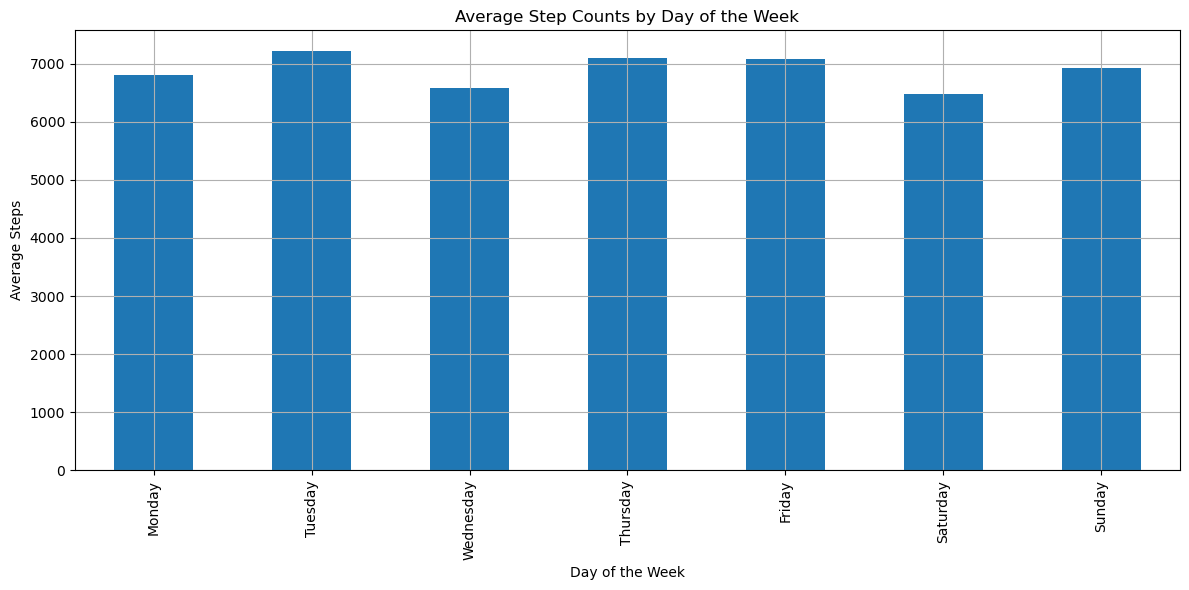 Average Step Counts by Day of the Week
Average Steps
7000
6000
5000
4000
3000
2000
1000
0
Monday
Tuesday
Wednesday
Thursday
Friday
Saturday
Sunday
Day of the Week